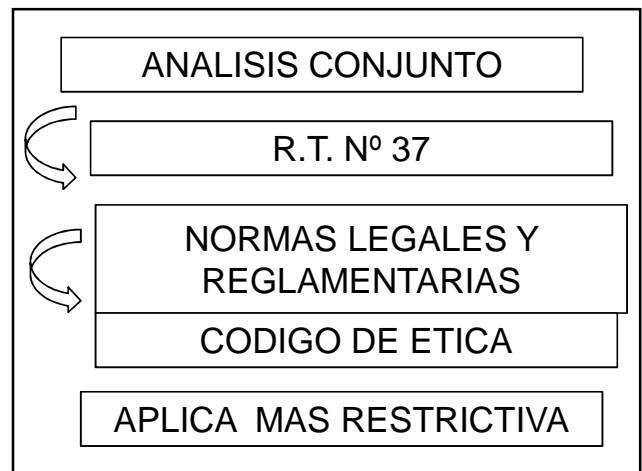 ANALISIS CONJUNTO
R.T. Nº 37
NORMAS LEGALES Y
REGLAMENTARIAS
CODIGO DE ETICA
APLICA MAS RESTRICTIVA